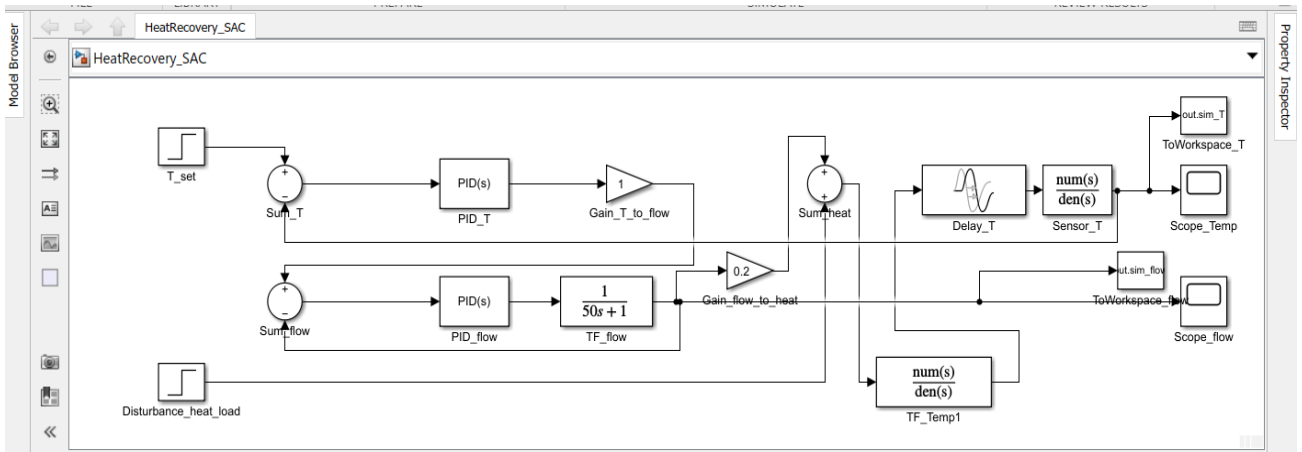 HeatRecovery_SAC
HeatRecovery_SAC
Model Browser
Property Inspector
T_set
+
−
Sum_T
PID(s)
PID_T
1
Gain_T_to_flow
+
+
Sum_heat
Delay_T
num(s)
den(s)
Sensor_T
out.sim_T
ToWorkspace_T
Scope_Temp
+
−
Sum_flow
PID(s)
PID_flow
1
50s + 1
TF_flow
0.2
Gain_flow_to_heat
out.sim_flow
ToWorkspace_flow
Scope_flow
Disturbance_heat_load
num(s)
den(s)
TF_Temp1